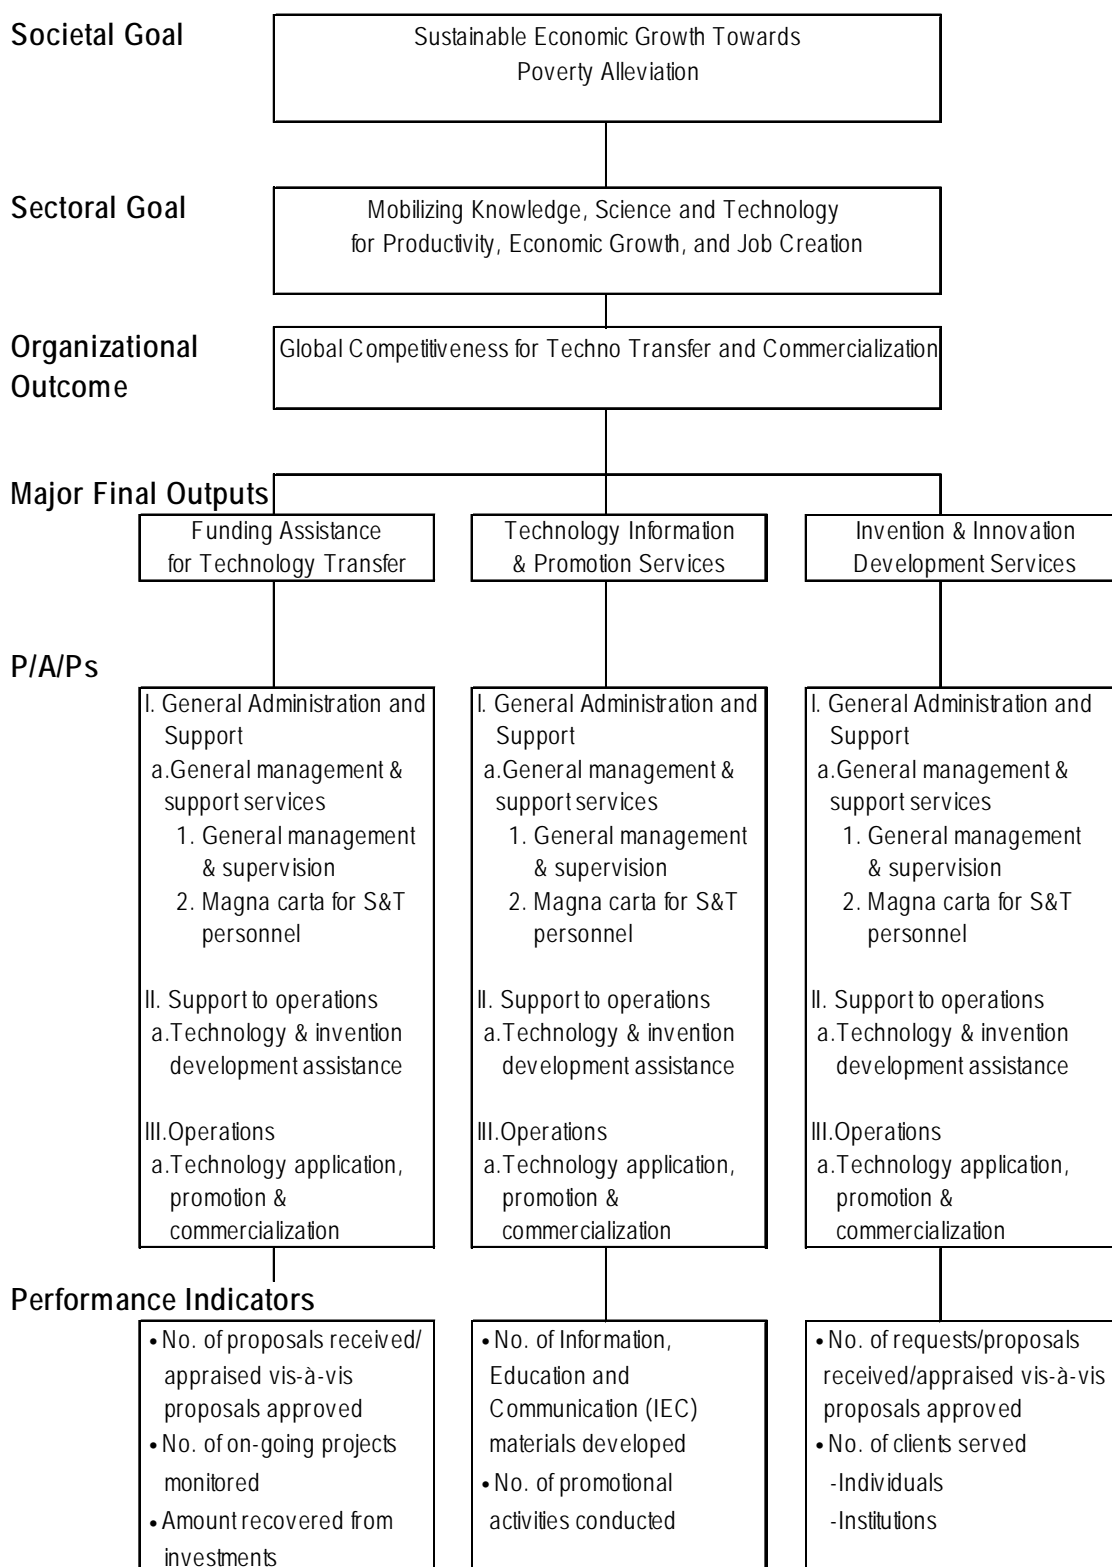 Societal Goal
Sustainable Economic Growth Towards
Poverty Alleviation
Sectoral Goal
Mobilizing Knowledge, Science and Technology
for Productivity, Economic Growth, and Job Creation
Organizational
Outcome
Global Competitiveness for Techno Transfer and Commercialization
Major Final Outputs
Funding Assistance
for Technology Transfer
Technology Information
& Promotion Services
Invention & Innovation
Development Services
P/A/Ps
I. General Administration and
Support
a.General management &
support services
1. General management
& supervision
2. Magna carta for S&T
personnel
II. Support to operations
a.Technology & invention
development assistance
III.Operations
a.Technology application,
promotion &
commercialization
I. General Administration and
Support
a.General management &
support services
1. General management
& supervision
2. Magna carta for S&T
personnel
II. Support to operations
a.Technology & invention
development assistance
III.Operations
a.Technology application,
promotion &
commercialization
I. General Administration and
Support
a.General management &
support services
1. General management
& supervision
2. Magna carta for S&T
personnel
II. Support to operations
a.Technology & invention
development assistance
III.Operations
a.Technology application,
promotion &
commercialization
Performance Indicators
• No. of proposals received/
appraised vis-à-vis
proposals approved
• No. of on-going projects
monitored
• Amount recovered from
investments
• No. of Information,
Education and
Communication (IEC)
materials developed
• No. of promotional
activities conducted
• No. of requests/proposals
received/appraised vis-à-vis
proposals approved
• No. of clients served
-Individuals
-Institutions